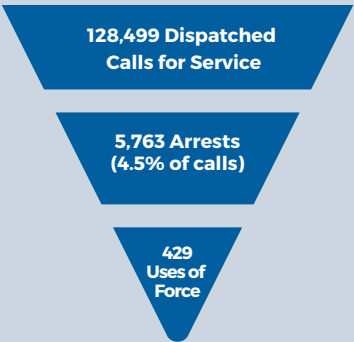 128,499 Dispatched
Calls for Service
5,763 Arrests
(4.5% of calls)
429
Uses of
Force